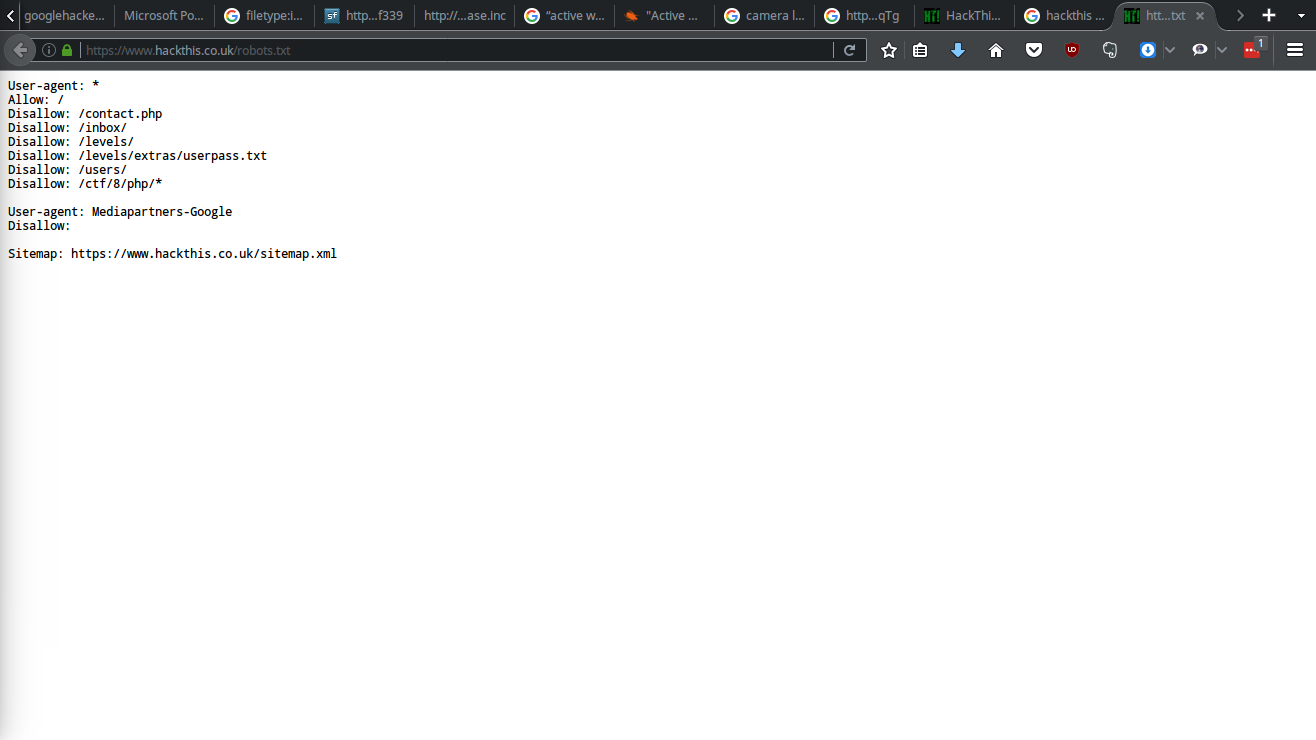 googlehacke...
Microsoft Po...
filetype:i...
sf http...f339
http://...ase.inc
"active w...
"Active ...
camera l...
http...qTg
HackThi...
hackthis ...
htt...txt
https://www.hackthis.co.uk/robots.txt
1
User-agent: *
Allow: /
Disallow: /contact.php
Disallow: /inbox/
Disallow: /levels/
Disallow: /levels/extras/userpass.txt
Disallow: /users/
Disallow: /ctf/8/php/*
User-agent: Mediapartners-Google
Disallow:
Sitemap: https://www.hackthis.co.uk/sitemap.xml